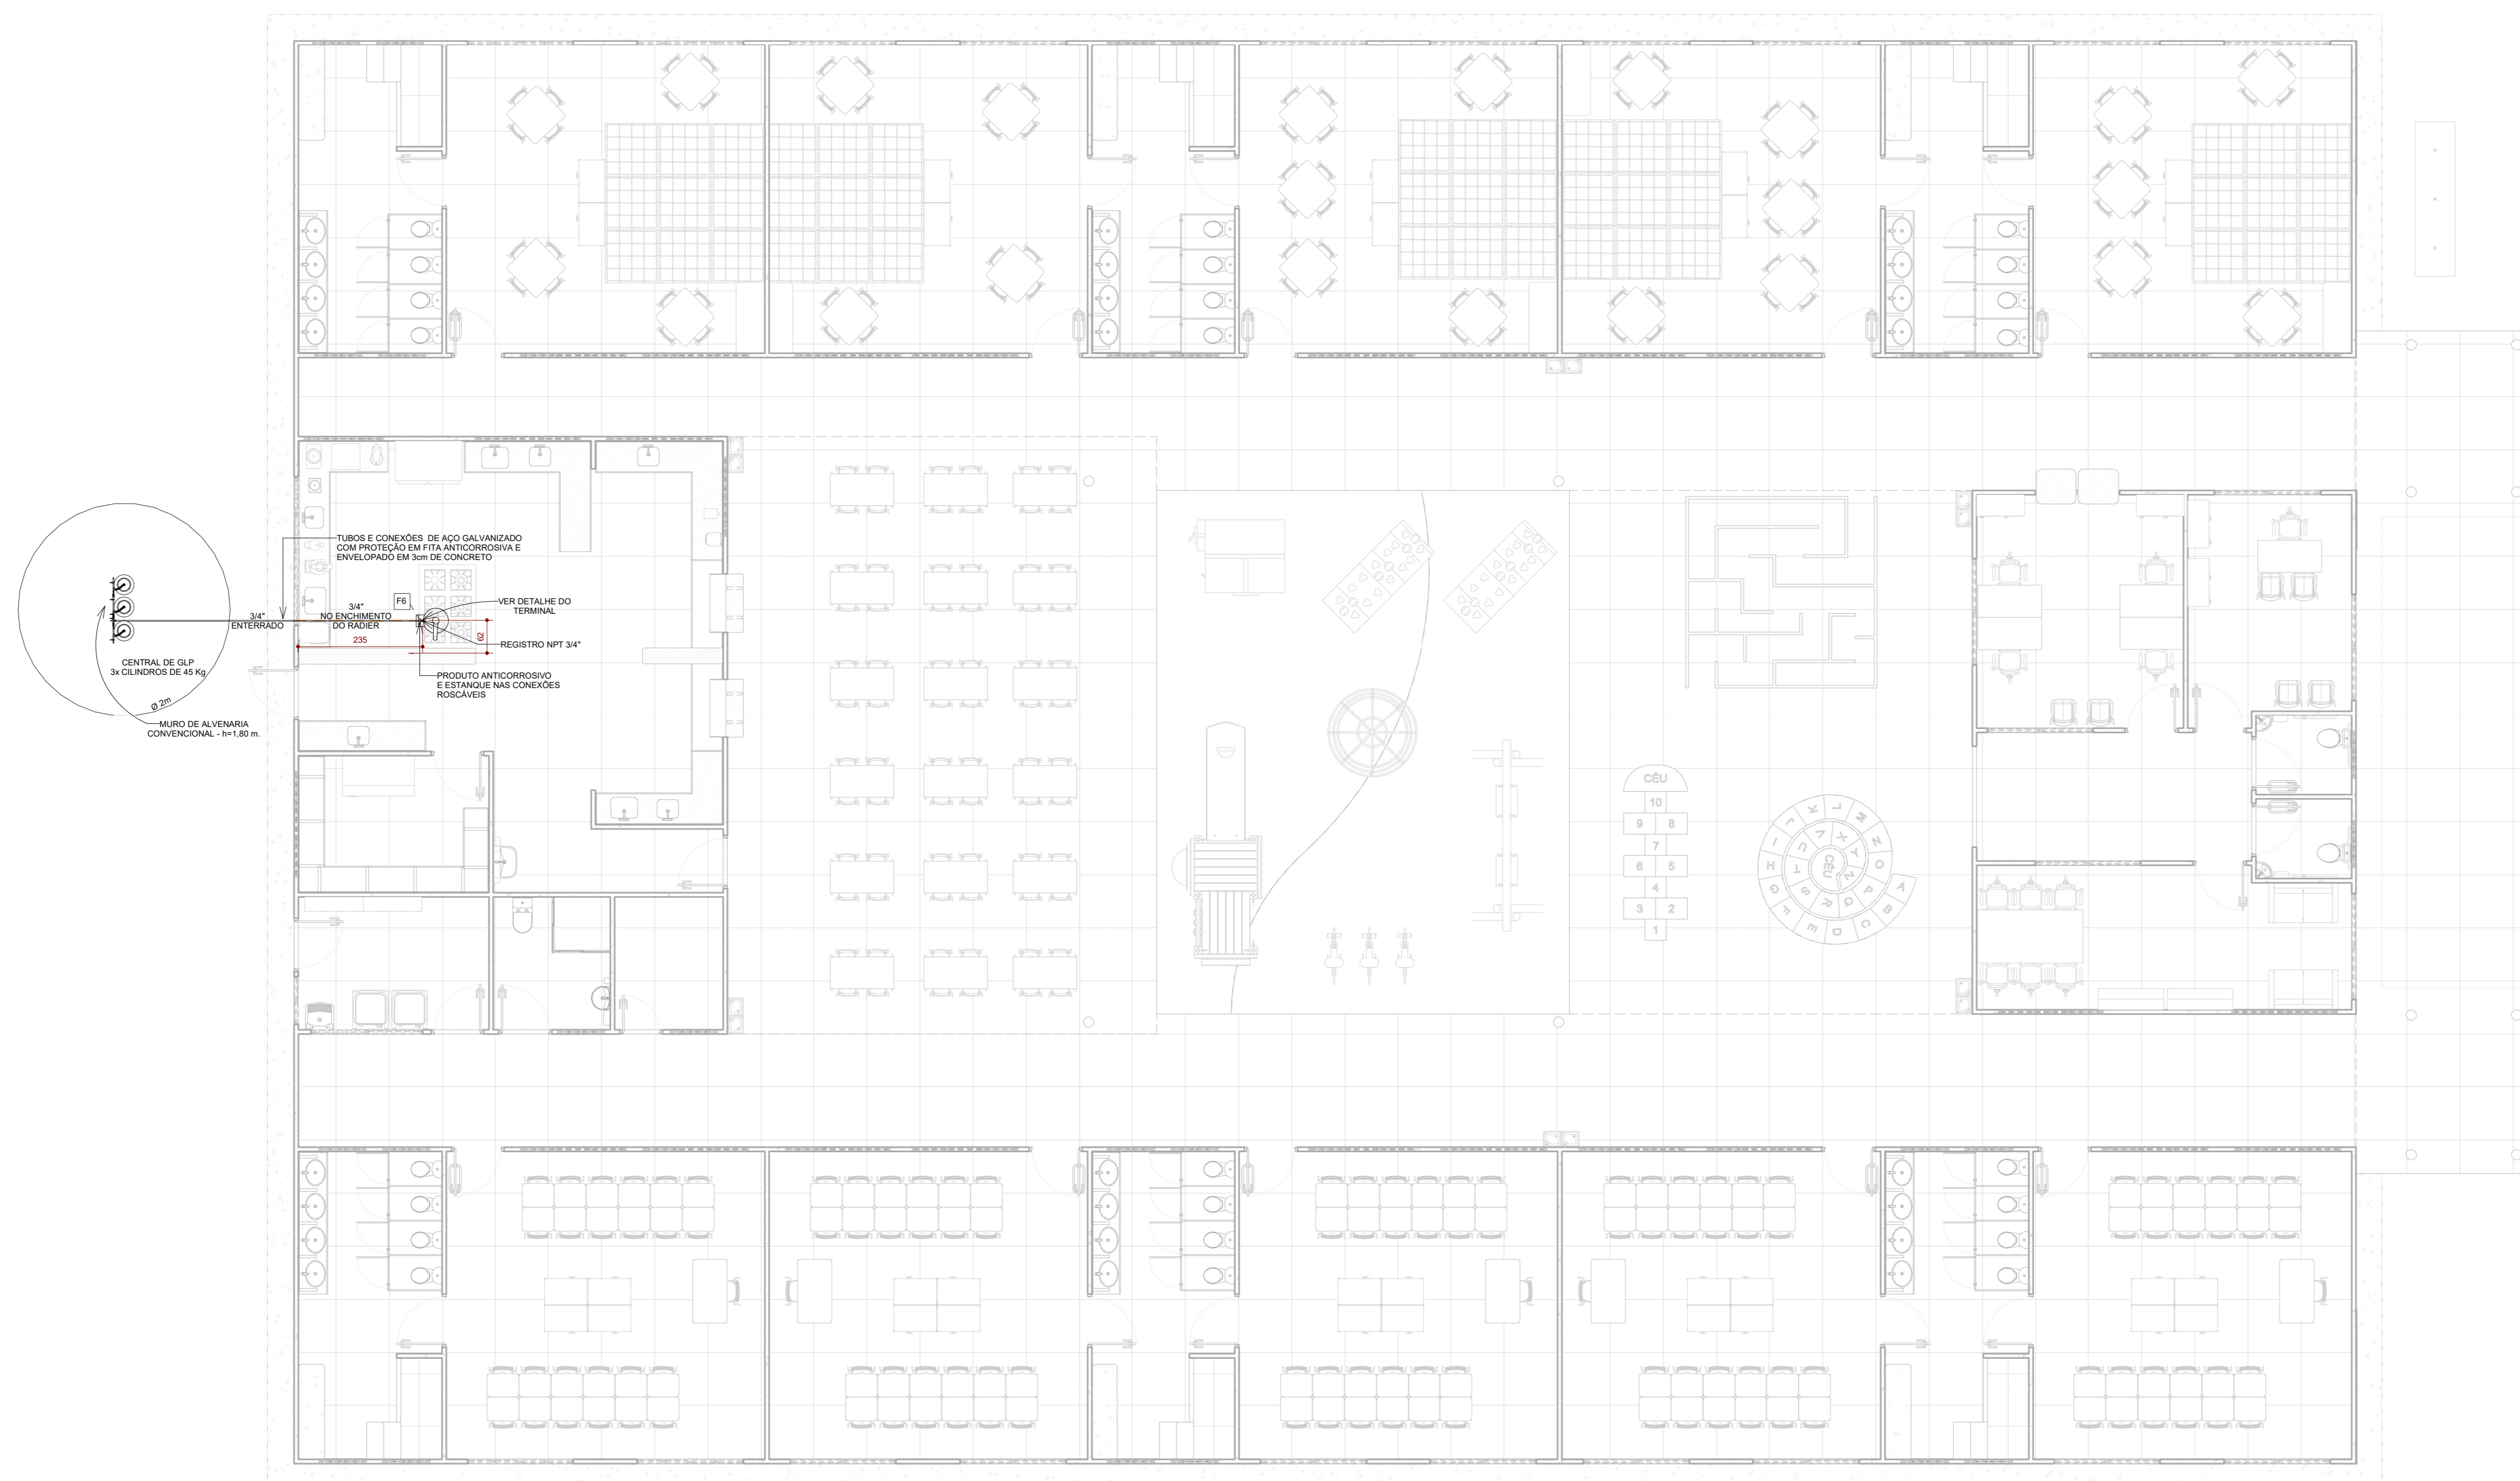 TUBOS E CONEXÕES DE AÇO GALVANIZADO
COM PROTEÇÃO EM FITA ANTICORROSIVA E
ENVELOPADO EM 3cm DE CONCRETO
F6
VER DETALHE DO
TERMINAL
3/4"
ENTERRADO
3/4"
NO ENCHIMENTO
DO RADIER
235
62
REGISTRO NPT 3/4"
CENTRAL DE GLP
3x CILINDROS DE 45 Kg
PRODUTO ANTICORROSIVO
E ESTANQUE NAS CONEXÕES
ROSCÁVEIS
Ø 2m
MURO DE ALVENARIA
CONVENCIONAL - h=1,80 m.
CÉU
10
9 8
7
6 5
4
3 2
1
A B C D E F G H I J K L M N O P Q R S T U V X Y Z
CÉU